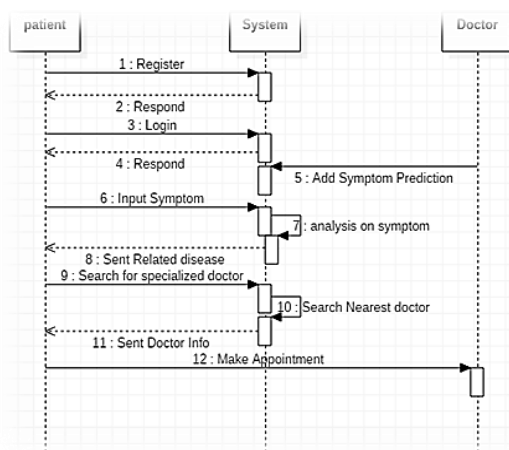 patient
System
Doctor
1 : Register
2 : Respond
3 : Login
4 : Respond
5 : Add Symptom Prediction
6 : Input Symptom
7 : analysis on symptom
8 : Sent Related disease
9 : Search for specialized doctor
10 : Search Nearest doctor
11 : Sent Doctor Info
12 : Make Appointment